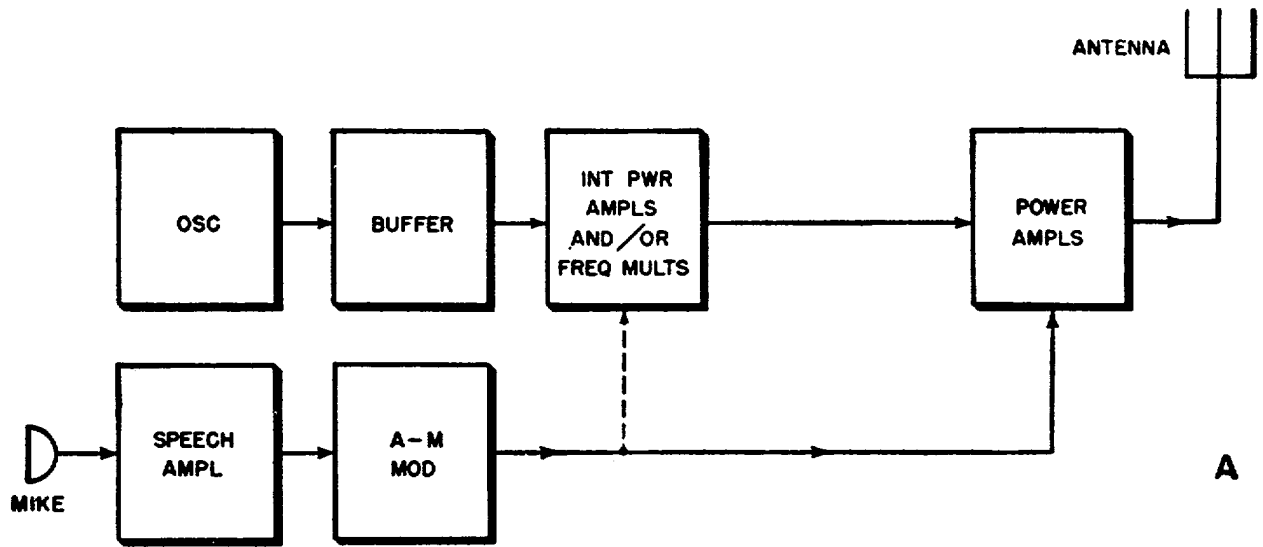 ANTENNA
OSC
BUFFER
INT PWR
AMPLS
AND/OR
FREQ MULTS
POWER
AMPLS
SPEECH
AMPL
A-M
MOD
MIKE
A